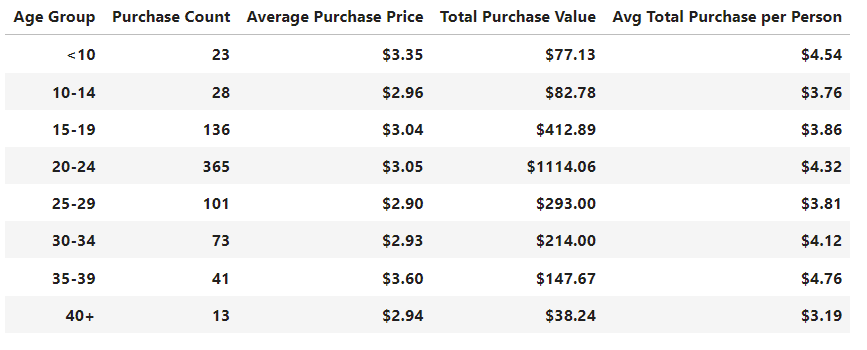 Age Group Purchase Count Average Purchase Price Total Purchase Value Avg Total Purchase per Person
<10 23 $3.35 $77.13 $4.54
10-14 28 $2.96 $82.78 $3.76
15-19 136 $3.04 $412.89 $3.86
20-24 365 $3.05 $1114.06 $4.32
25-29 101 $2.90 $293.00 $3.81
30-34 73 $2.93 $214.00 $4.12
35-39 41 $3.60 $147.67 $4.76
40+ 13 $2.94 $38.24 $3.19